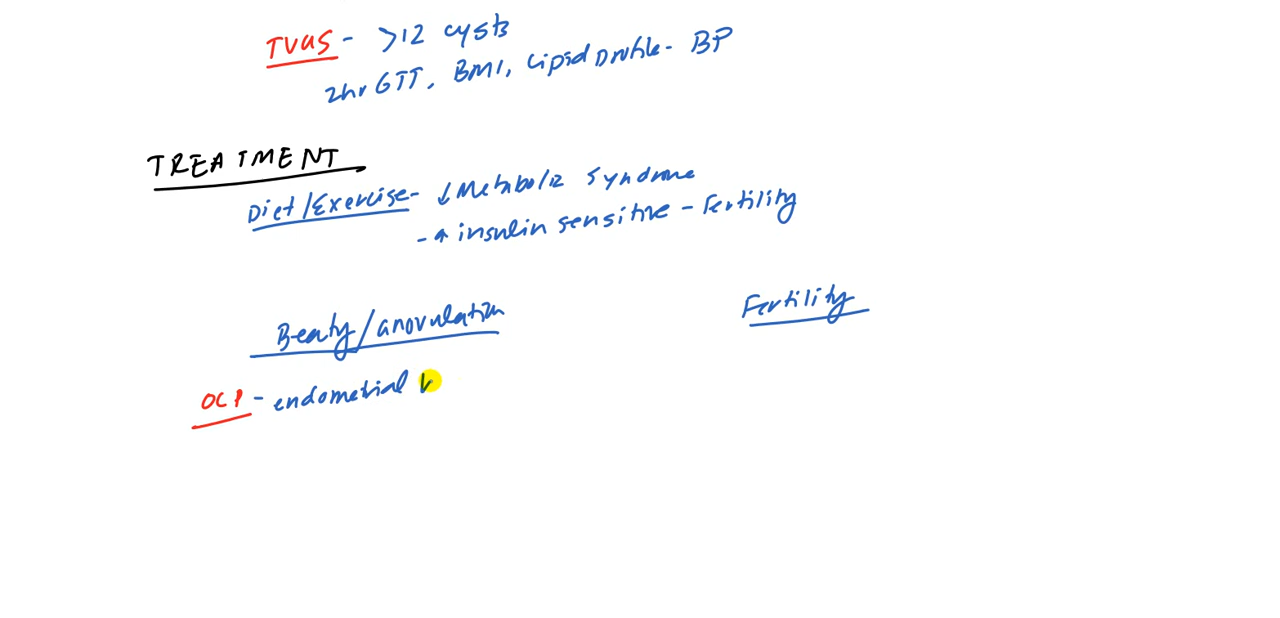 TVUS - >12 cysts
2hr GTT, BMI, Lipid Profile - BP
TREATMENT
Diet/Exercise - ↓ Metabolic Syndrome
- ↑ insulin sensitive - Fertility
Beaty/anovulation
Fertility
OCP - endometrial